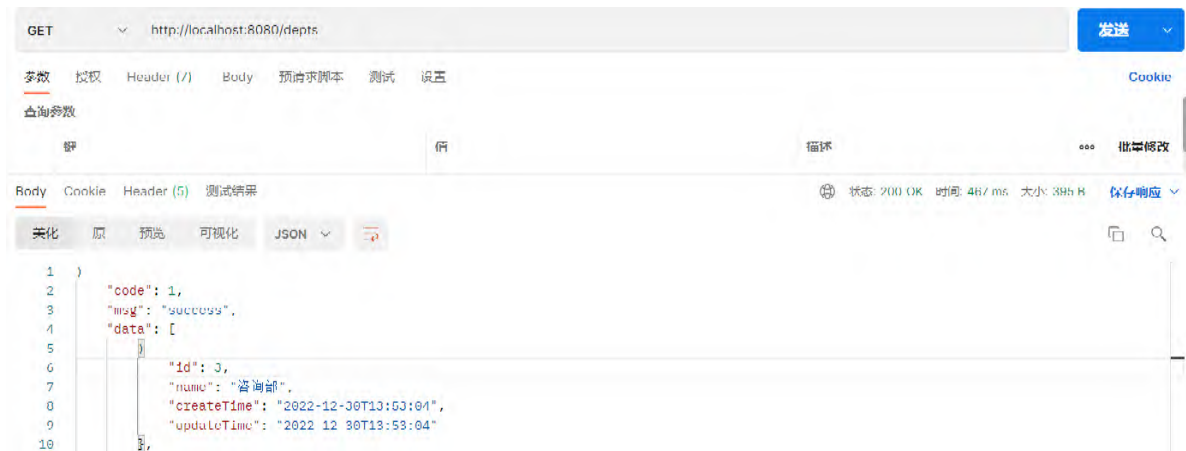 GET http://localhost:8080/depts 发送
参数 授权 Header (7) Body 预请求脚本 测试 设置 Cookie
查询参数
键 值 描述 ooo 批量修改
Body Cookie Header (5) 测试结果 状态: 200 OK 时间: 467 ms 大小: 395 B 保存响应
美化 原 预览 可视化 JSON
1 {
2 "code": 1,
3 "msg": "success",
4 "data": [
5 {
6 "id": 3,
7 "name": "咨询部",
8 "createTime": "2022-12-30T13:53:04",
9 "updateTime": "2022-12-30T13:53:04"
10 },